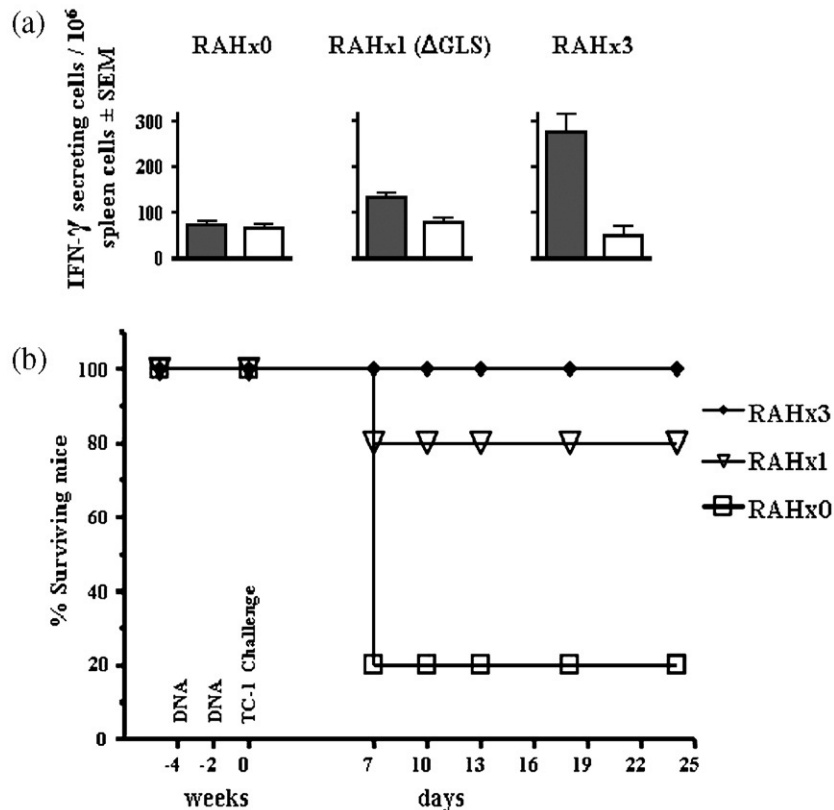 (a)
RAHx0
RAHx1 (ΔGLS)
RAHx3
IFN-γ secreting cells / 10⁶
spleen cells ± SEM
300
200
100
0
(b)
100
80
60
40
20
0
% Surviving mice
DNA
DNA
TC-1 Challenge
RAHx3
RAHx1
RAHx0
-4 -2 0 7 10 13 16 19 22 25
weeks days